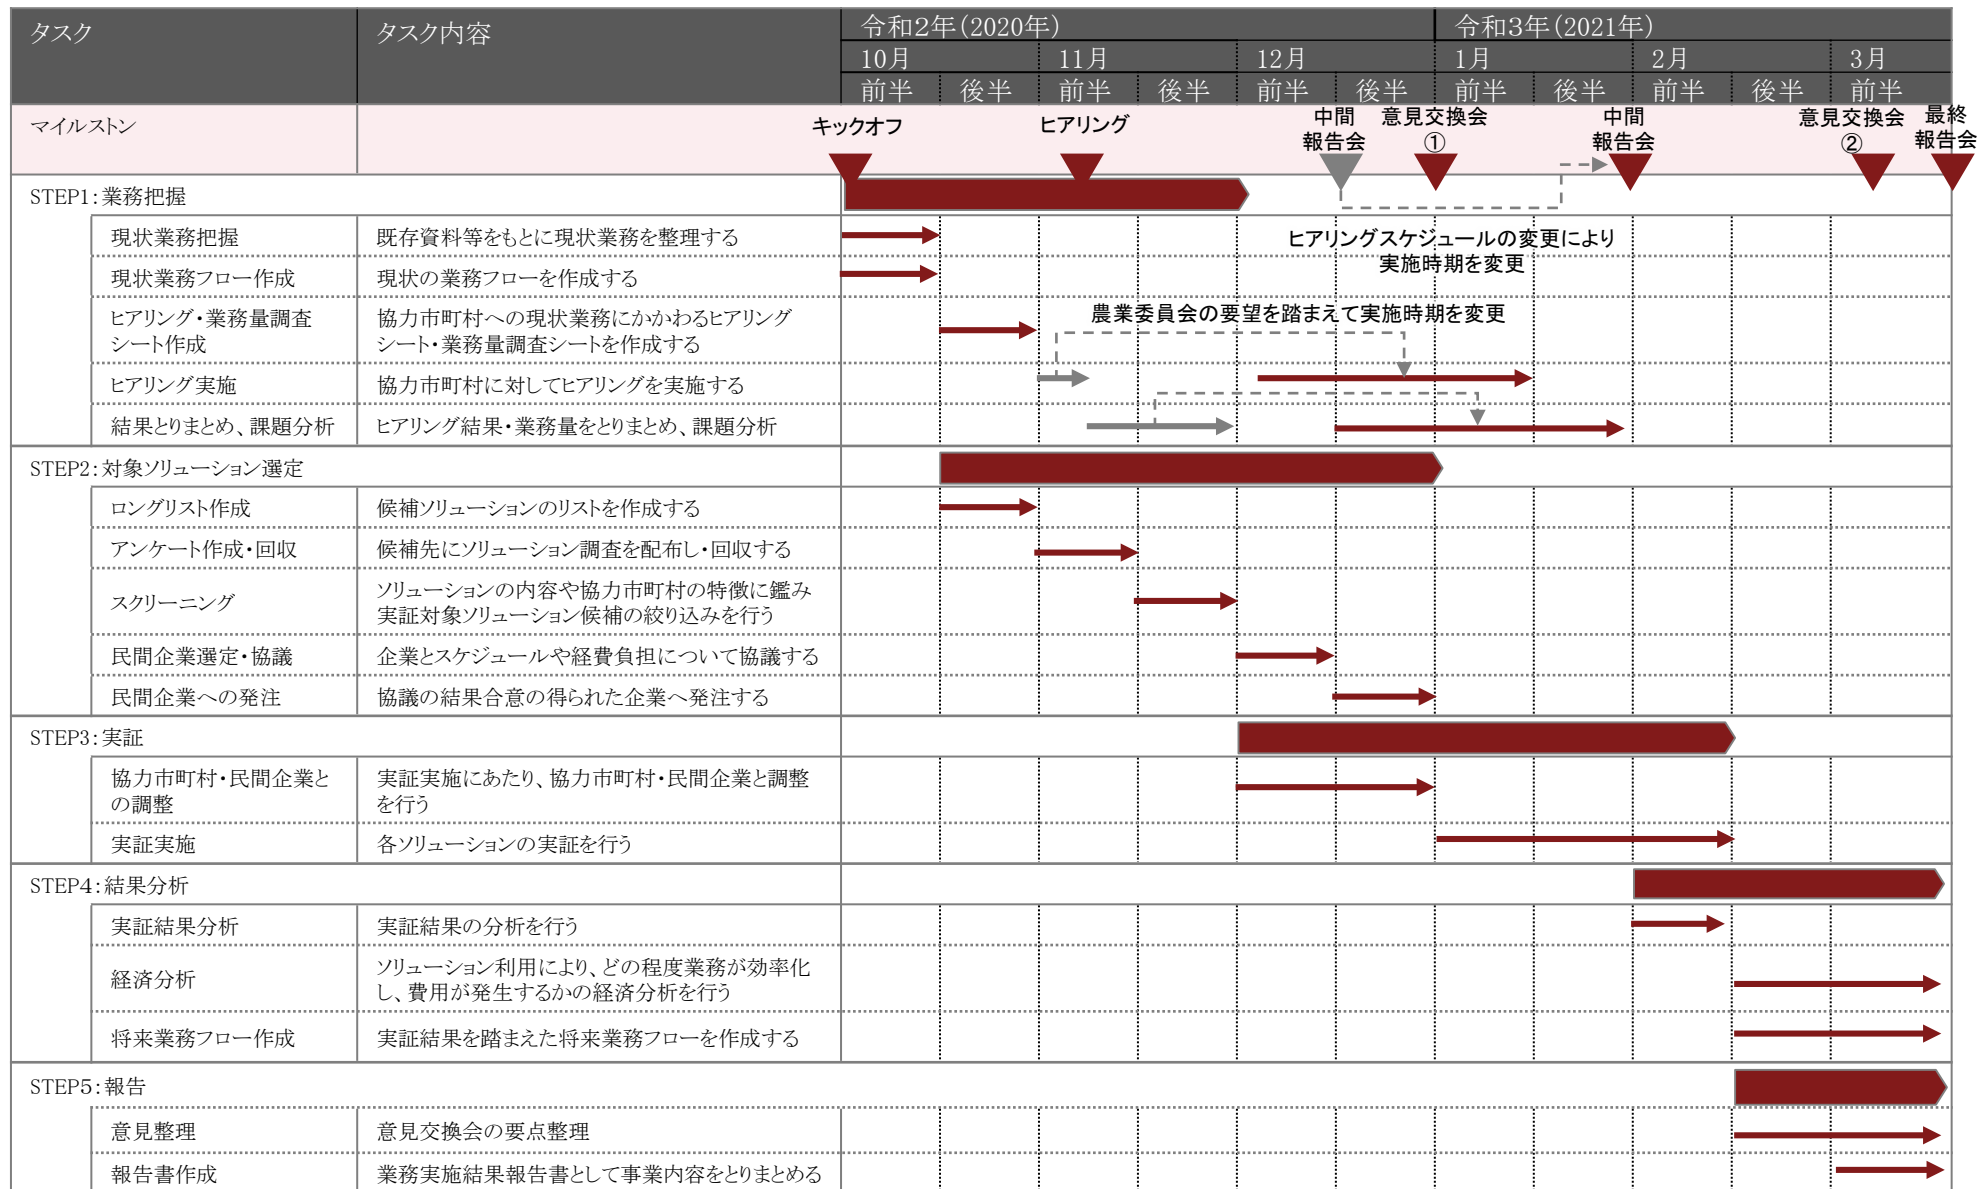 タスク
タスク内容
令和2年(2020年)
令和3年(2021年)
10月
11月
12月
1月
2月
3月
前半
後半
前半
後半
前半
後半
前半
後半
前半
後半
前半
マイルストン
キックオフ
ヒアリング
中間
報告会
意見交換会
①
中間
報告会
意見交換会
②
最終
報告会
STEP1：業務把握
現状業務把握
既存資料等をもとに現状業務を整理する
ヒアリングスケジュールの変更により
実施時期を変更
現状業務フロー作成
現状の業務フローを作成する
ヒアリング・業務量調査
シート作成
協力市町村への現状業務にかかわるヒアリング
シート・業務量調査シートを作成する
農業委員会の要望を踏まえて実施時期を変更
ヒアリング実施
協力市町村に対してヒアリングを実施する
結果とりまとめ、課題分析
ヒアリング結果・業務量をとりまとめ、課題分析
STEP2：対象ソリューション選定
ロングリスト作成
候補ソリューションのリストを作成する
アンケート作成・回収
候補先にソリューション調査を配布し・回収する
スクリーニング
ソリューションの内容や協力市町村の特徴に鑑み
実証対象ソリューション候補の絞り込みを行う
民間企業選定・協議
企業とスケジュールや経費負担について協議する
民間企業への発注
協議の結果合意の得られた企業へ発注する
STEP3：実証
協力市町村・民間企業と
の調整
実証実施にあたり、協力市町村・民間企業と調整
を行う
実証実施
各ソリューションの実証を行う
STEP4：結果分析
実証結果分析
実証結果の分析を行う
経済分析
ソリューション利用により、どの程度業務が効率化
し、費用が発生するかの経済分析を行う
将来業務フロー作成
実証結果を踏まえた将来業務フローを作成する
STEP5：報告
意見整理
意見交換会の要点整理
報告書作成
業務実施結果報告書として事業内容をとりまとめる